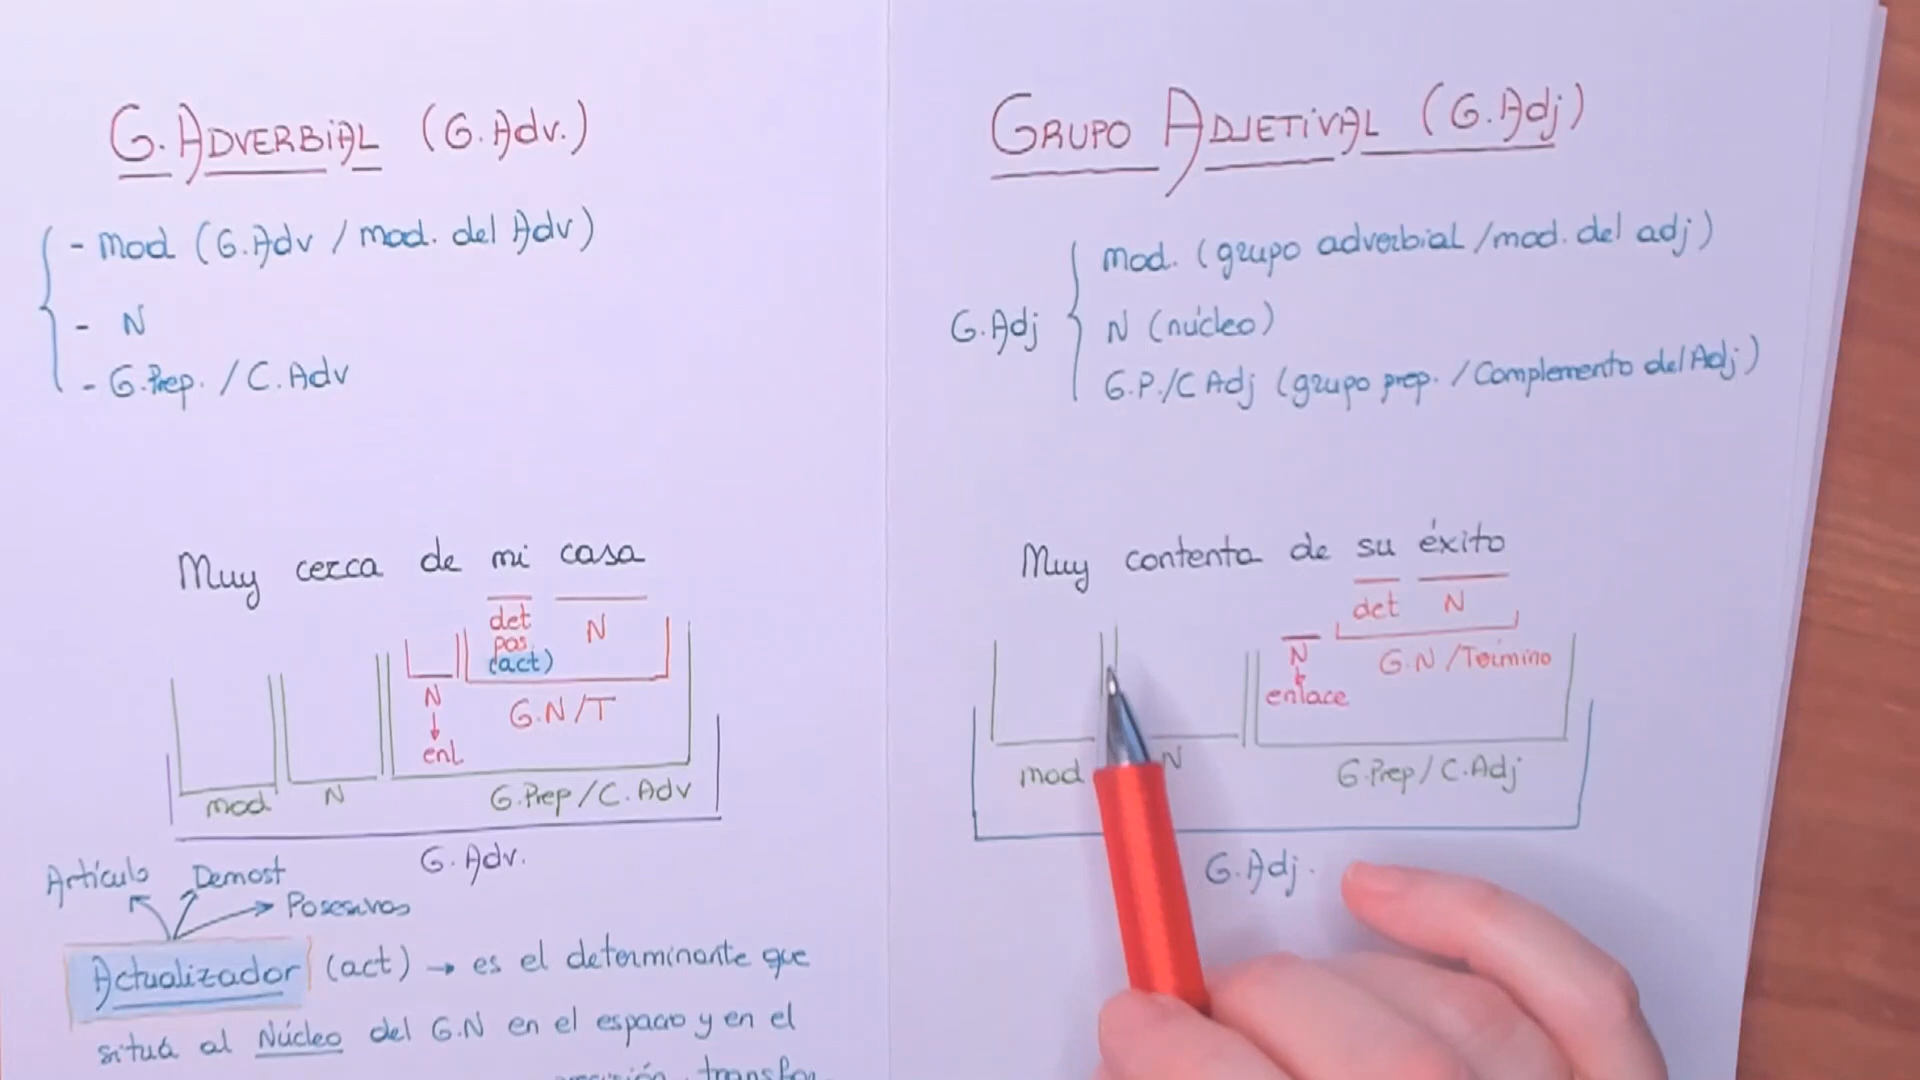 G. ADVERBIAL (G.Adv.)
- mod (G.Adv / mod. del Adv)
- N
- G.Prep. / C.Adv
Muy cerca de mi casa
det N
pos.
(act)
N G.N/T
enl.
mod N G.Prep/C.Adv
G.Adv.
Artículo Demost
Posesivos
Actualizador (act) → es el determinante que
situá al Núcleo del G.N en el espacio y en el
GRUPO ADJETIVAL (G.Adj)
mod. (grupo adverbial/mod. del adj)
G.Adj N (núcleo)
G.P./C Adj (grupo prep. /Complemento del Adj)
Muy contenta de su éxito
det N
N G.N/Término
enlace
mod N G.Prep/C.Adj
G.Adj.